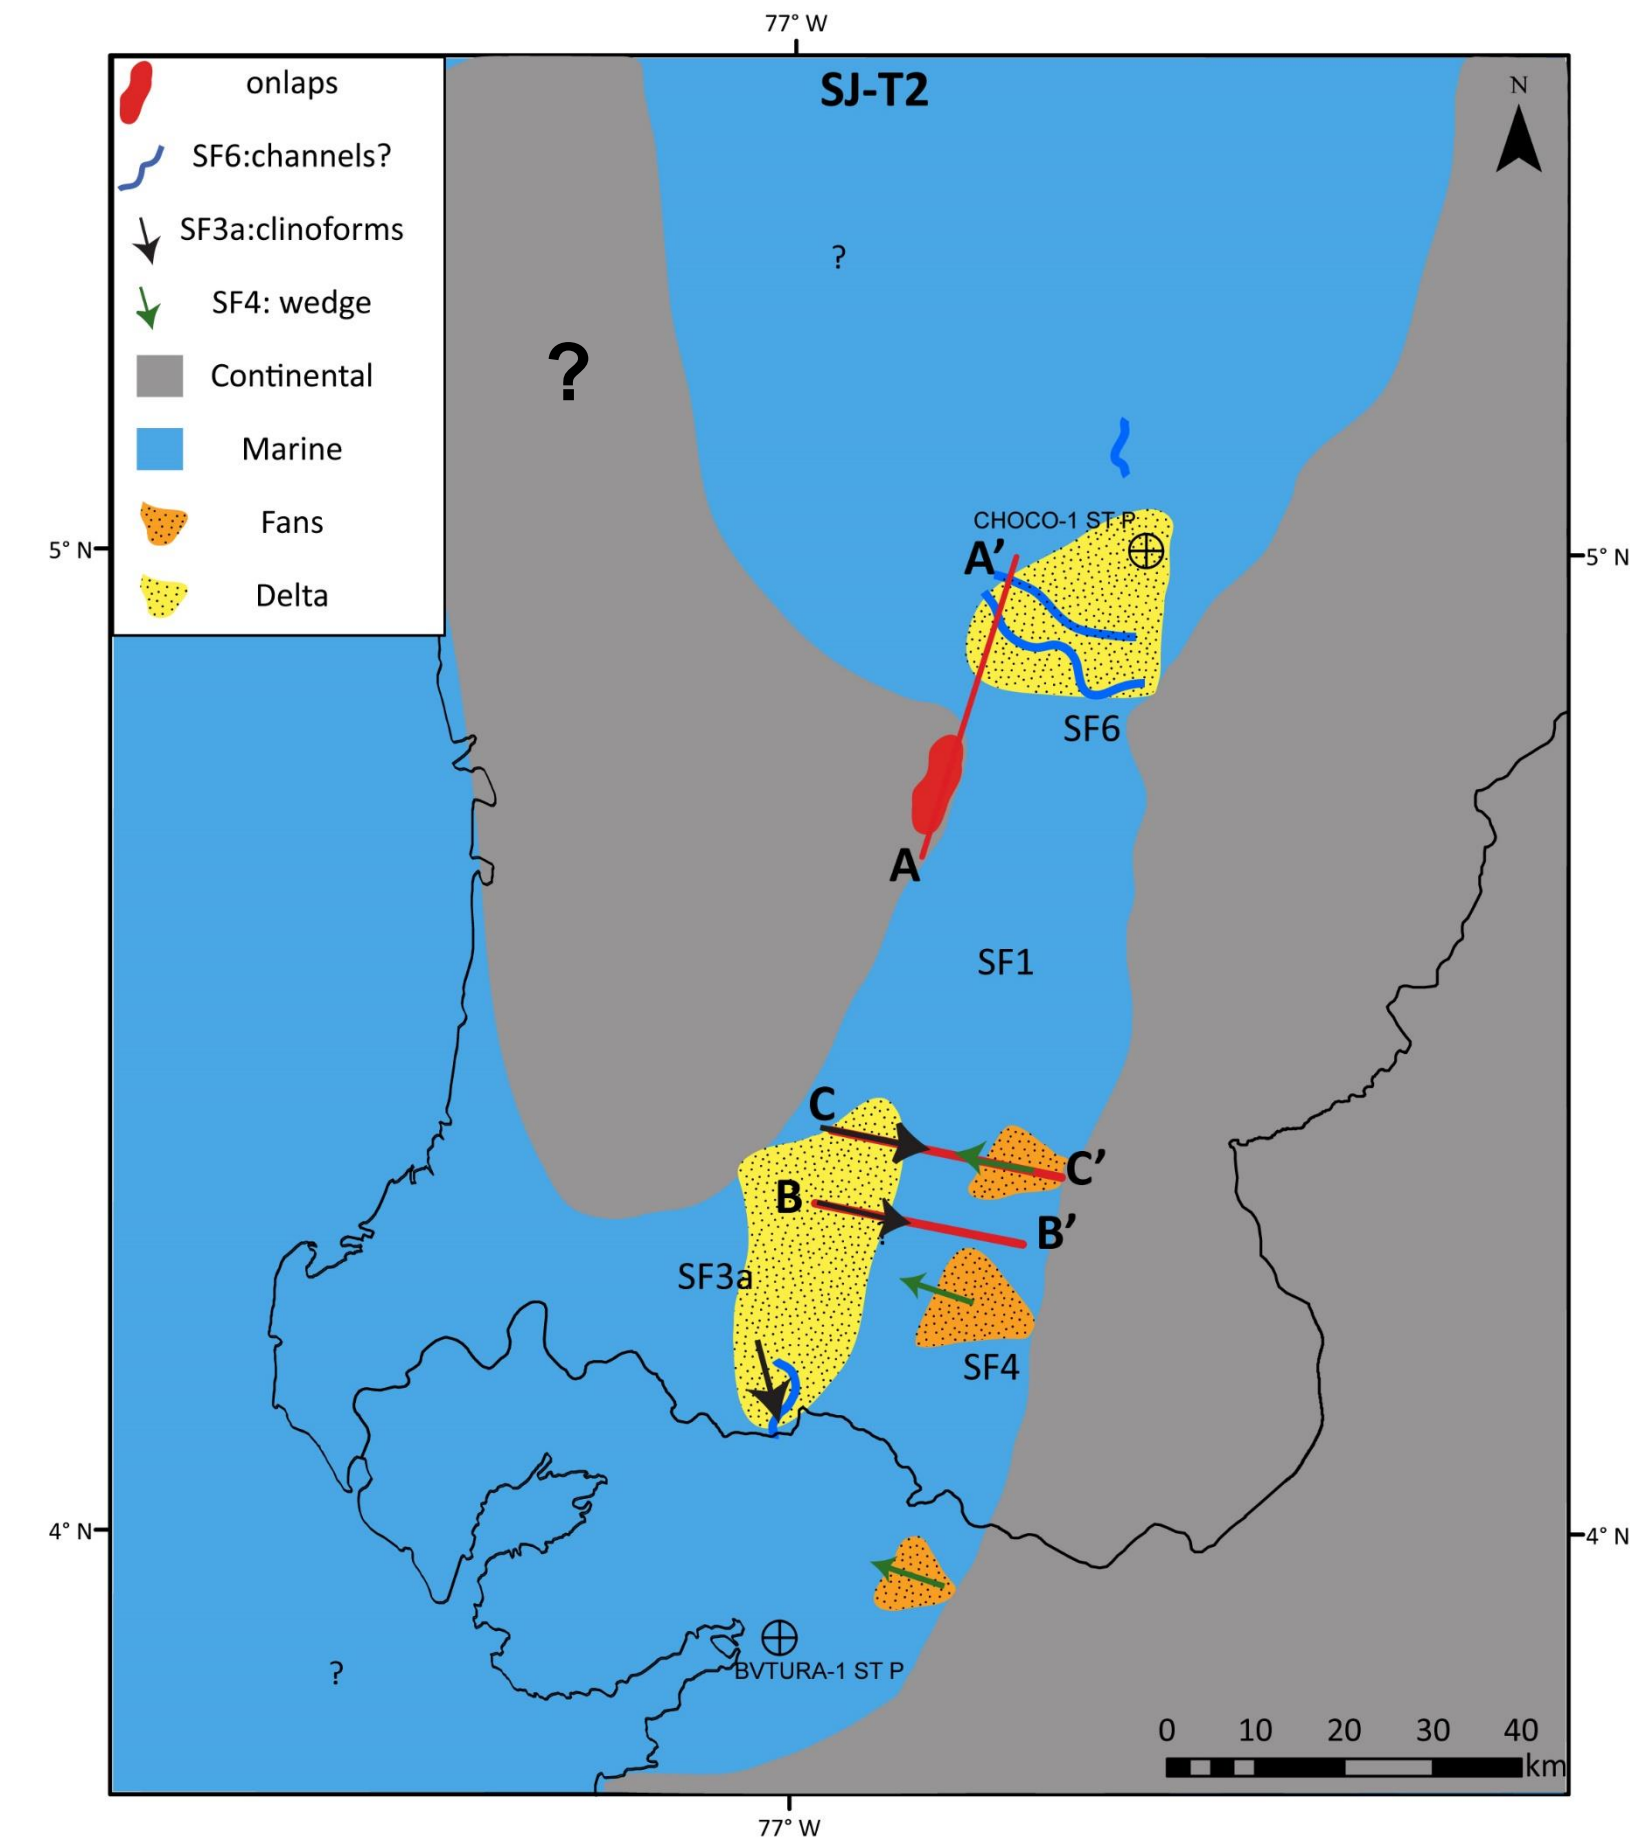 77° W
SJ-T2
N
onlaps
SF6:channels?
SF3a:clinoforms
SF4: wedge
Continental
Marine
Fans
Delta
?
?
5° N
5° N
CHOCO-1 ST P
A’
SF6
A
SF1
C
C’
B
B’
?
SF3a
SF4
4° N
4° N
BVTURA-1 ST P
?
0 10 20 30 40
km
77° W